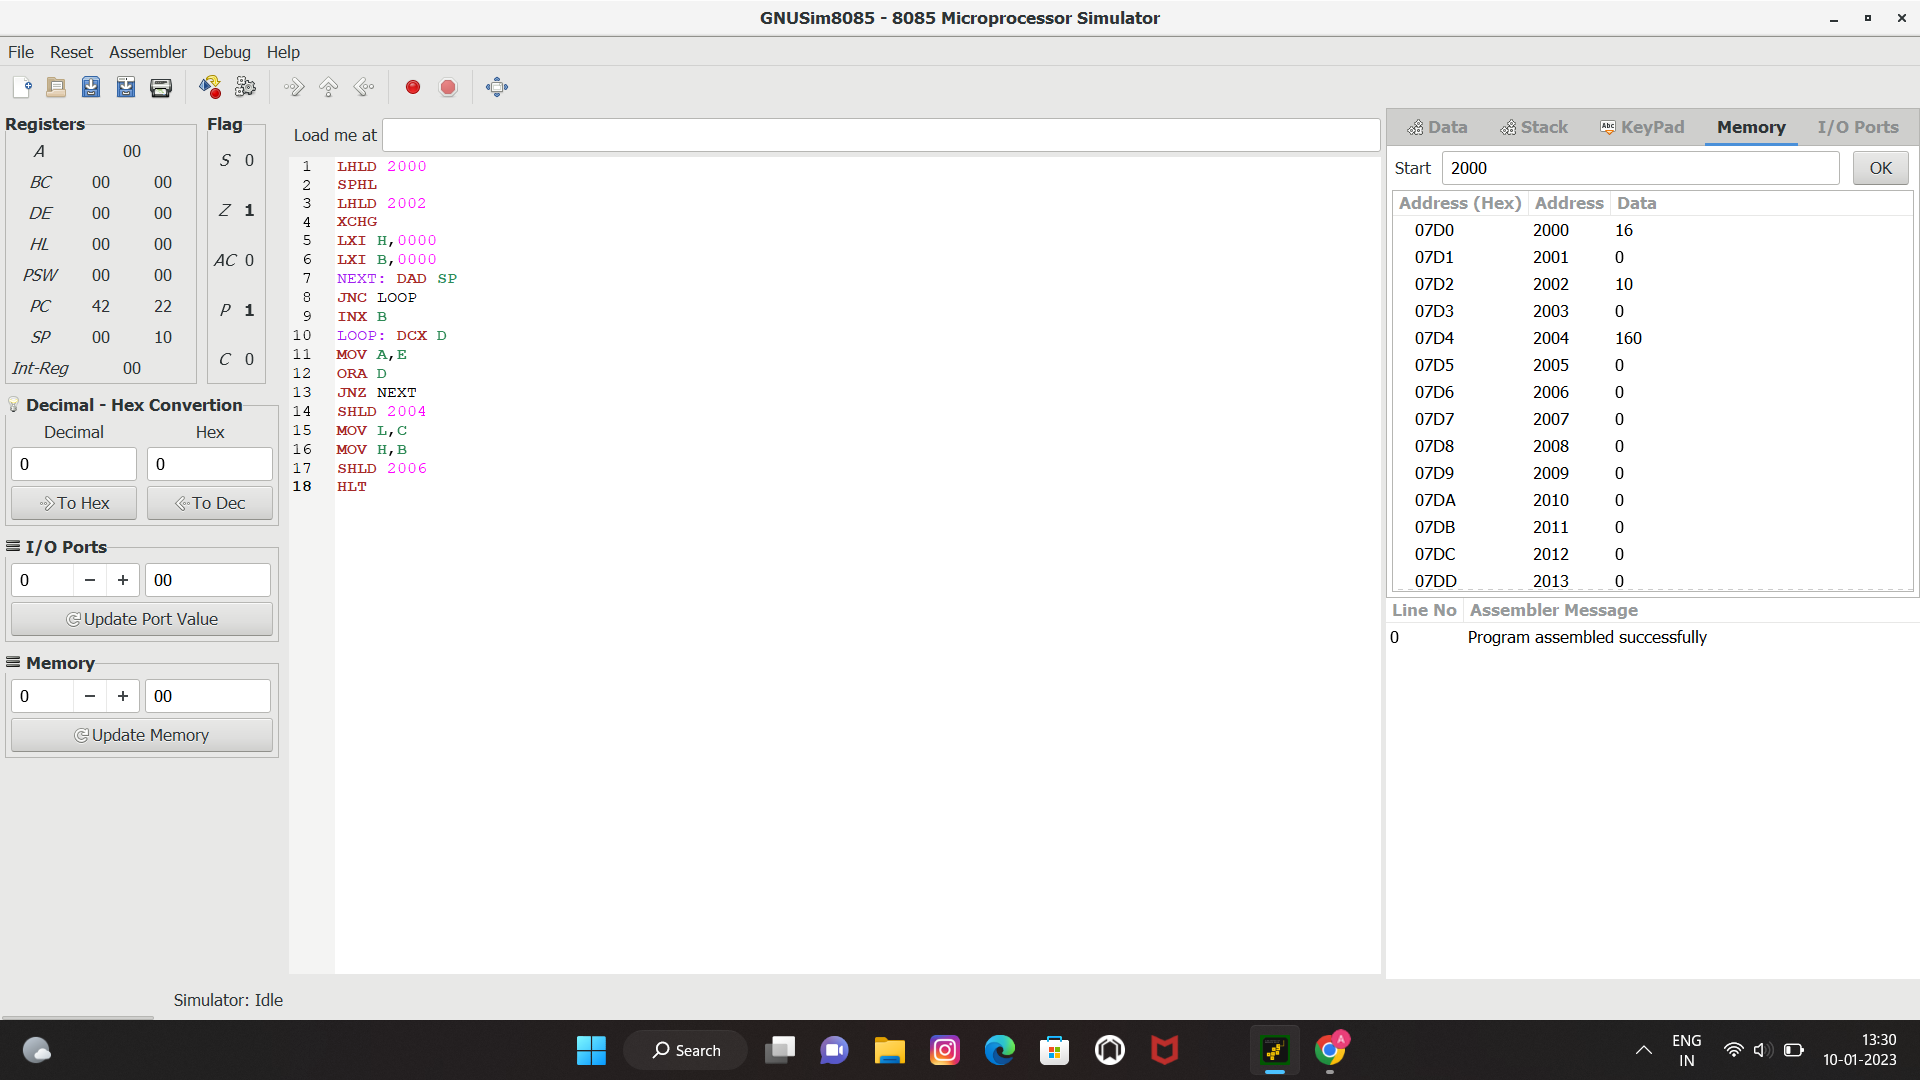 GNUSim8085 - 8085 Microprocessor Simulator
File Reset Assembler Debug Help
Registers
A 00
BC 00 00
DE 00 00
HL 00 00
PSW 00 00
PC 42 22
SP 00 10
Int-Reg 00
Flag
S 0
Z 1
AC 0
P 1
C 0
Decimal - Hex Convertion
Decimal Hex
0 0
To Hex To Dec
I/O Ports
0 − + 00
Update Port Value
Memory
0 − + 00
Update Memory
Load me at
1 LHLD 2000
2 SPHL
3 LHLD 2002
4 XCHG
5 LXI H,0000
6 LXI B,0000
7 NEXT: DAD SP
8 JNC LOOP
9 INX B
10 LOOP: DCX D
11 MOV A,E
12 ORA D
13 JNZ NEXT
14 SHLD 2004
15 MOV L,C
16 MOV H,B
17 SHLD 2006
18 HLT
Data Stack Abc KeyPad Memory I/O Ports
Start 2000 OK
Address (Hex) Address Data
07D0 2000 16
07D1 2001 0
07D2 2002 10
07D3 2003 0
07D4 2004 160
07D5 2005 0
07D6 2006 0
07D7 2007 0
07D8 2008 0
07D9 2009 0
07DA 2010 0
07DB 2011 0
07DC 2012 0
07DD 2013 0
Line No Assembler Message
0 Program assembled successfully
Simulator: Idle
Search
A
ENG
IN
13:30
10-01-2023